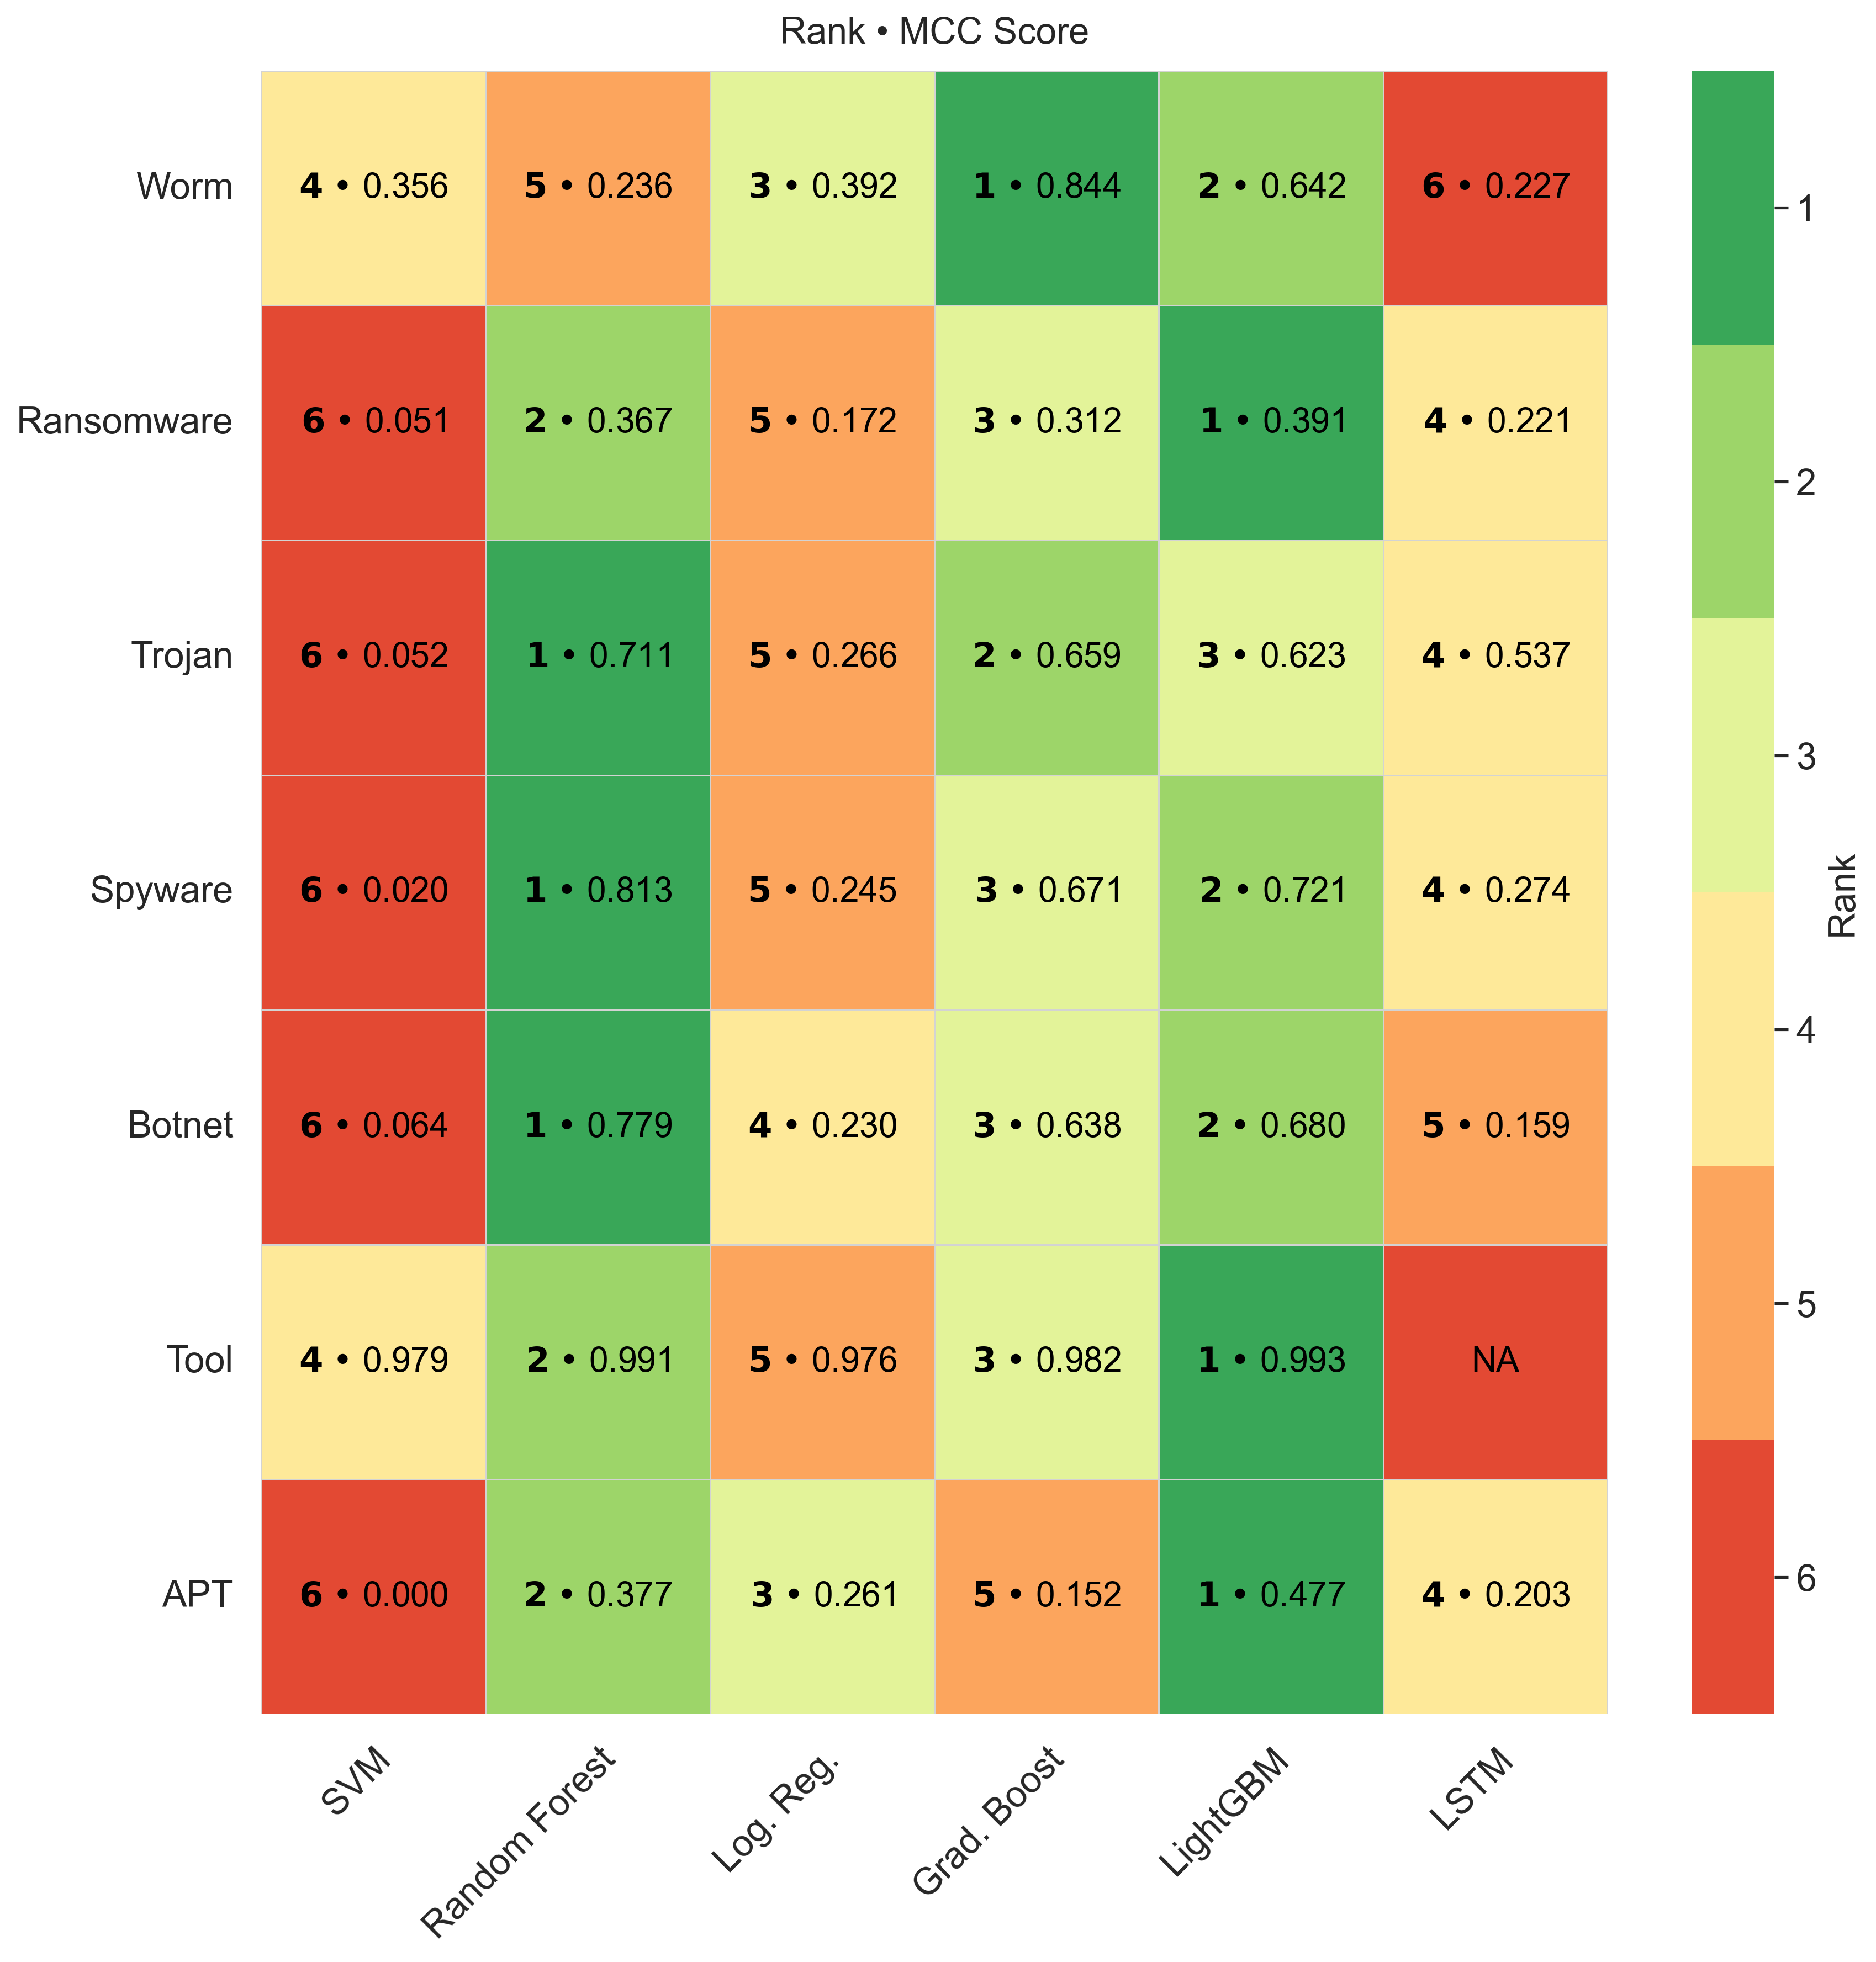 Rank • MCC Score
Worm 4 • 0.356 5 • 0.236 3 • 0.392 1 • 0.844 2 • 0.642 6 • 0.227
Ransomware 6 • 0.051 2 • 0.367 5 • 0.172 3 • 0.312 1 • 0.391 4 • 0.221
Trojan 6 • 0.052 1 • 0.711 5 • 0.266 2 • 0.659 3 • 0.623 4 • 0.537
Spyware 6 • 0.020 1 • 0.813 5 • 0.245 3 • 0.671 2 • 0.721 4 • 0.274
Botnet 6 • 0.064 1 • 0.779 4 • 0.230 3 • 0.638 2 • 0.680 5 • 0.159
Tool 4 • 0.979 2 • 0.991 5 • 0.976 3 • 0.982 1 • 0.993 NA
APT 6 • 0.000 2 • 0.377 3 • 0.261 5 • 0.152 1 • 0.477 4 • 0.203
SVM
Random Forest
Log. Reg.
Grad. Boost
LightGBM
LSTM
1
2
3
4
5
6
Rank